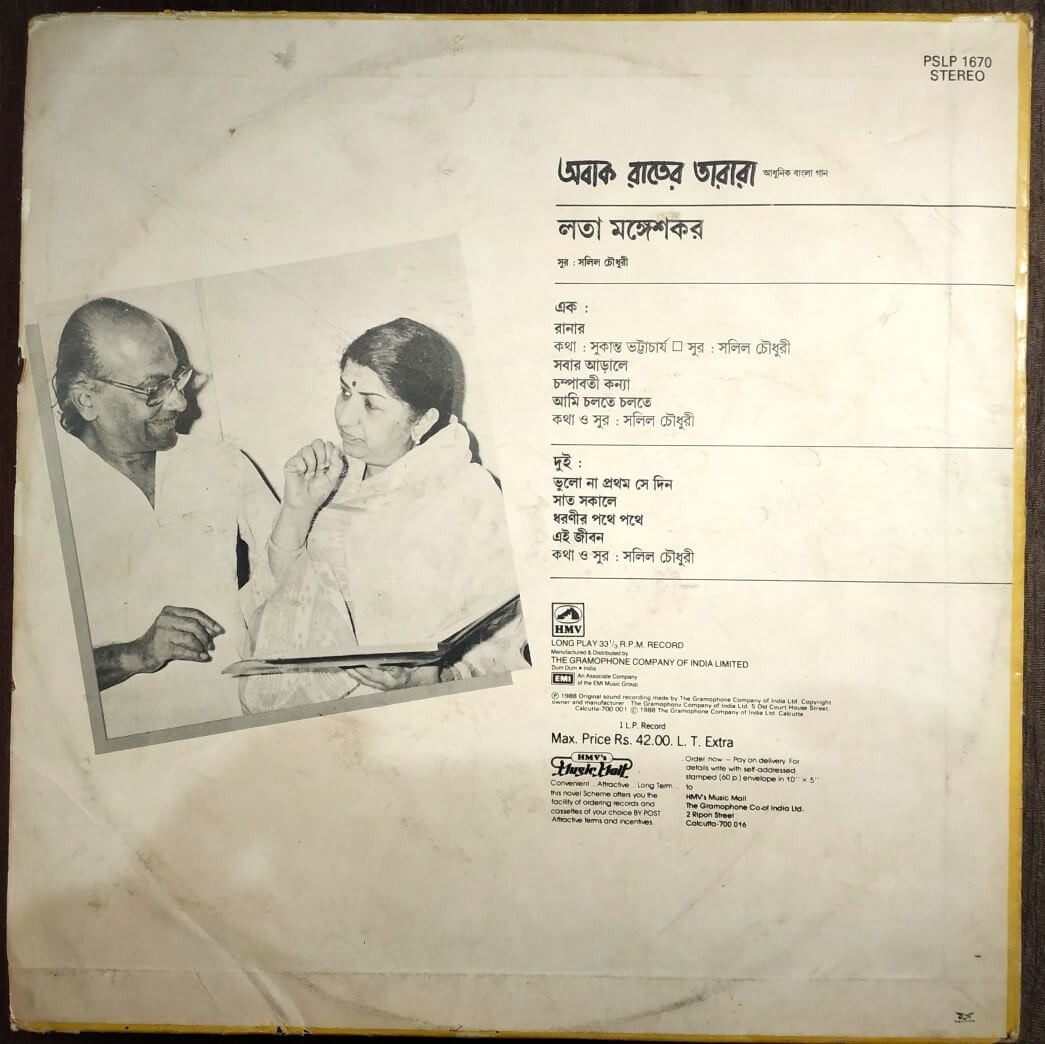 PSLP 1670
STEREO
অবাক রাতের তারারা আধুনিক বাংলা গান
লতা মঙ্গেশকর
সুর : সলিল চৌধুরী
এক :
রানার
কথা : সুকান্ত ভট্টাচার্য □ সুর : সলিল চৌধুরী
সবার আড়ালে
চম্পাবতী কন্যা
আমি চলতে চলতে
কথা ও সুর : সলিল চৌধুরী
দুই :
ভুলো না প্রথম সে দিন
সাত সকালে
ধরণীর পথে পথে
এই জীবন
কথা ও সুর : সলিল চৌধুরী
HMV
LONG PLAY 33 1/3 R.P.M. RECORD
Manufactured & Distributed by
THE GRAMOPHONE COMPANY OF INDIA LIMITED
Dum Dum • India
EMI An Associate Company
of the EMI Music Group
Ⓟ 1988 Original sound recording made by The Gramophone Company of India Ltd. Copyright
owner and manufacturer The Gramophone Company of India Ltd. 5 Old Court House Street.
Calcutta 700 001 © 1988 The Gramophone Company of India Ltd. Calcutta
1 L.P. Record
Max. Price Rs. 42.00. L. T. Extra
HMV's
Music Mail
Convenient .. Attractive .. Long Term ..
this novel Scheme offers you the
facility of ordering records and
cassettes of your choice BY POST
Attractive terms and incentives.
Order now – Pay on delivery For
details write with self-addressed
stamped (60 p) envelope in 10" × 5"
to
HMV's Music Mail
The Gramophone Co.of India Ltd.
2 Ripon Street
Calcutta-700 016